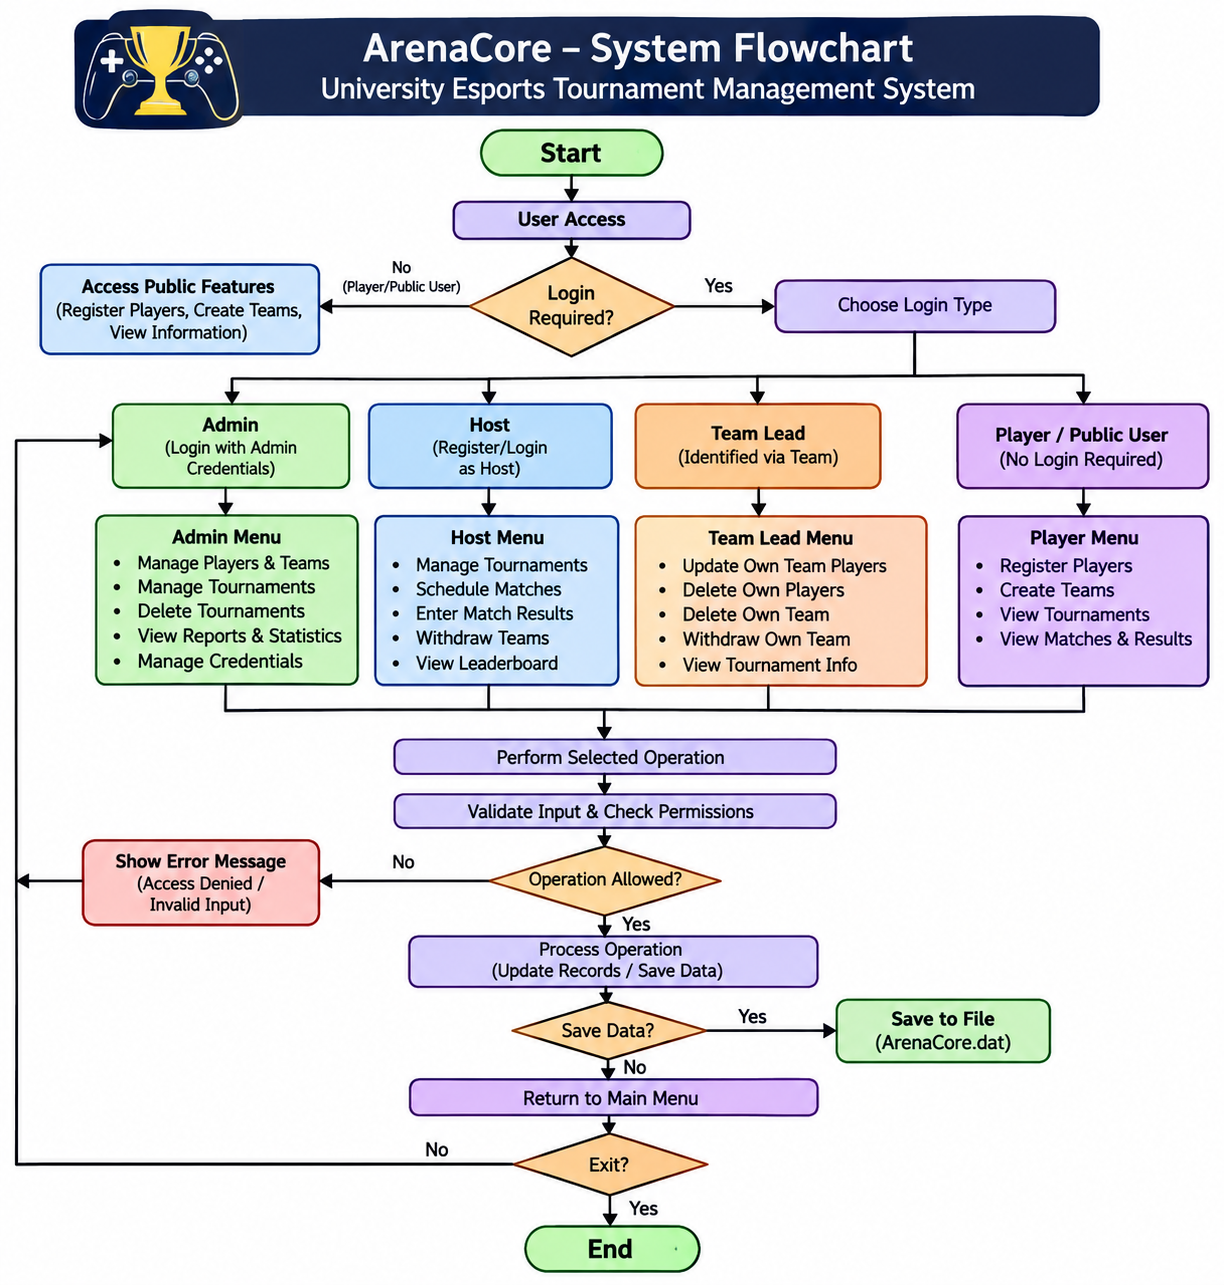 ArenaCore – System Flowchart
University Esports Tournament Management System
Start
User Access
Login
Required?
No
(Player/Public User)
Yes
Access Public Features
(Register Players, Create Teams,
View Information)
Choose Login Type
Admin
(Login with Admin
Credentials)
Host
(Register/Login
as Host)
Team Lead
(Identified via Team)
Player / Public User
(No Login Required)
Admin Menu
• Manage Players & Teams
• Manage Tournaments
• Delete Tournaments
• View Reports & Statistics
• Manage Credentials
Host Menu
• Manage Tournaments
• Schedule Matches
• Enter Match Results
• Withdraw Teams
• View Leaderboard
Team Lead Menu
• Update Own Team Players
• Delete Own Players
• Delete Own Team
• Withdraw Own Team
• View Tournament Info
Player Menu
• Register Players
• Create Teams
• View Tournaments
• View Matches & Results
Perform Selected Operation
Validate Input & Check Permissions
Operation Allowed?
No
Show Error Message
(Access Denied /
Invalid Input)
Yes
Process Operation
(Update Records / Save Data)
Save Data?
Yes
Save to File
(ArenaCore.dat)
No
Return to Main Menu
Exit?
No
Yes
End